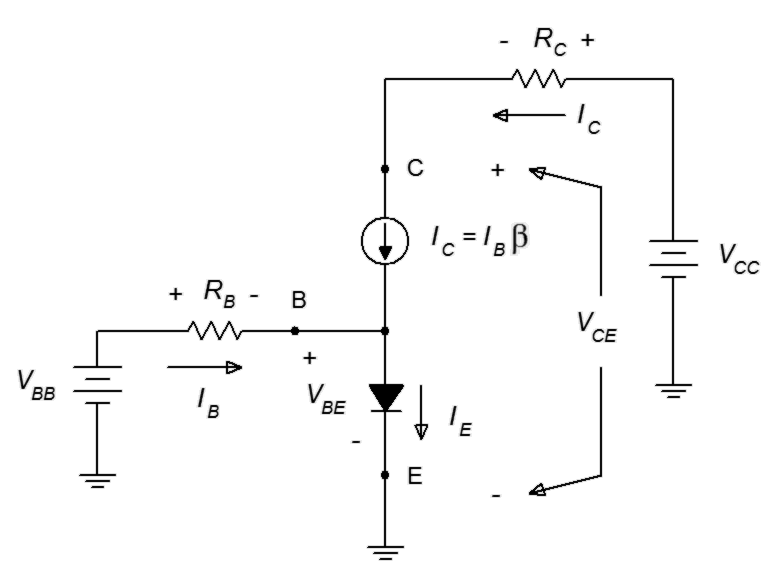 - R_C +
I_C
C
+
I_C = I_B β
V_CC
+ R_B -
B
V_CE
+
V_BB
V_BE
I_B
I_E
-
E
-